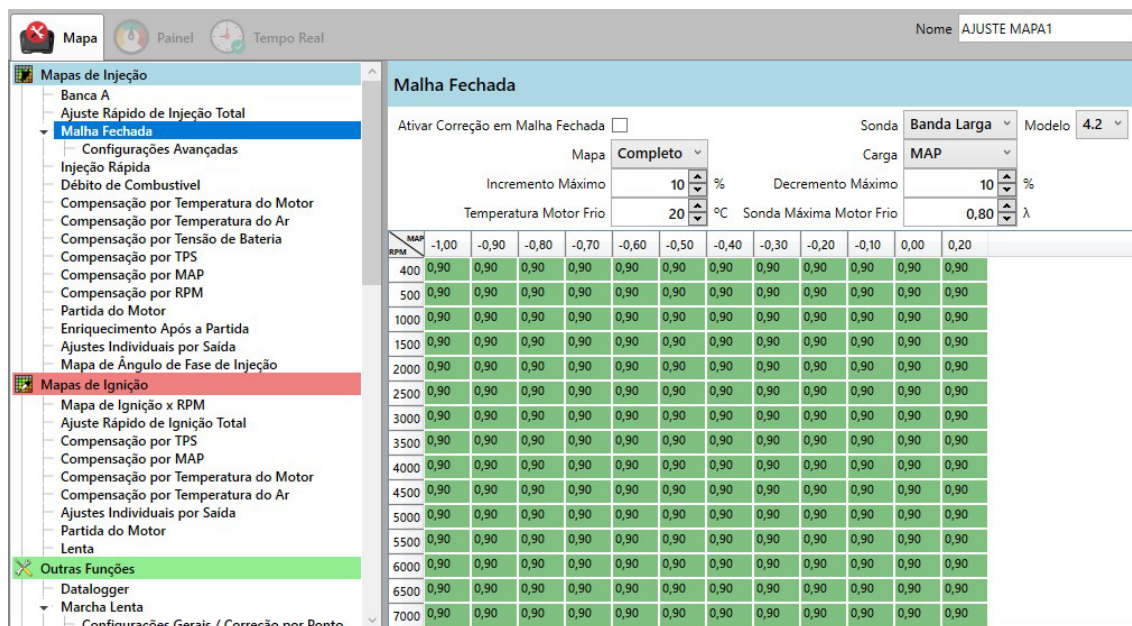 Mapa Painel Tempo Real Nome AJUSTE MAPA1
Mapas de Injeção
Banca A
Ajuste Rápido de Injeção Total
Malha Fechada
Configurações Avançadas
Injeção Rápida
Débito de Combustivel
Compensação por Temperatura do Motor
Compensação por Temperatura do Ar
Compensação por Tensão de Bateria
Compensação por TPS
Compensação por MAP
Compensação por RPM
Partida do Motor
Enriquecimento Após a Partida
Ajustes Individuais por Saída
Mapa de Ângulo de Fase de Injeção
Mapas de Ignição
Mapa de Ignição x RPM
Ajuste Rápido de Ignição Total
Compensação por TPS
Compensação por MAP
Compensação por Temperatura do Motor
Compensação por Temperatura do Ar
Ajustes Individuais por Saída
Partida do Motor
Lenta
Outras Funções
Datalogger
Marcha Lenta
Configurações Gerais / Correção por Ponto
Malha Fechada
Ativar Correção em Malha Fechada Sonda Banda Larga Modelo 4.2
Mapa Completo Carga MAP
Incremento Máximo 10 % Decremento Máximo 10 %
Temperatura Motor Frio 20 ºC Sonda Máxima Motor Frio 0,80 λ
MAP RPM -1,00 -0,90 -0,80 -0,70 -0,60 -0,50 -0,40 -0,30 -0,20 -0,10 0,00 0,20
400 0,90 0,90 0,90 0,90 0,90 0,90 0,90 0,90 0,90 0,90 0,90 0,90
500 0,90 0,90 0,90 0,90 0,90 0,90 0,90 0,90 0,90 0,90 0,90 0,90
1000 0,90 0,90 0,90 0,90 0,90 0,90 0,90 0,90 0,90 0,90 0,90 0,90
1500 0,90 0,90 0,90 0,90 0,90 0,90 0,90 0,90 0,90 0,90 0,90 0,90
2000 0,90 0,90 0,90 0,90 0,90 0,90 0,90 0,90 0,90 0,90 0,90 0,90
2500 0,90 0,90 0,90 0,90 0,90 0,90 0,90 0,90 0,90 0,90 0,90 0,90
3000 0,90 0,90 0,90 0,90 0,90 0,90 0,90 0,90 0,90 0,90 0,90 0,90
3500 0,90 0,90 0,90 0,90 0,90 0,90 0,90 0,90 0,90 0,90 0,90 0,90
4000 0,90 0,90 0,90 0,90 0,90 0,90 0,90 0,90 0,90 0,90 0,90 0,90
4500 0,90 0,90 0,90 0,90 0,90 0,90 0,90 0,90 0,90 0,90 0,90 0,90
5000 0,90 0,90 0,90 0,90 0,90 0,90 0,90 0,90 0,90 0,90 0,90 0,90
5500 0,90 0,90 0,90 0,90 0,90 0,90 0,90 0,90 0,90 0,90 0,90 0,90
6000 0,90 0,90 0,90 0,90 0,90 0,90 0,90 0,90 0,90 0,90 0,90 0,90
6500 0,90 0,90 0,90 0,90 0,90 0,90 0,90 0,90 0,90 0,90 0,90 0,90
7000 0,90 0,90 0,90 0,90 0,90 0,90 0,90 0,90 0,90 0,90 0,90 0,90